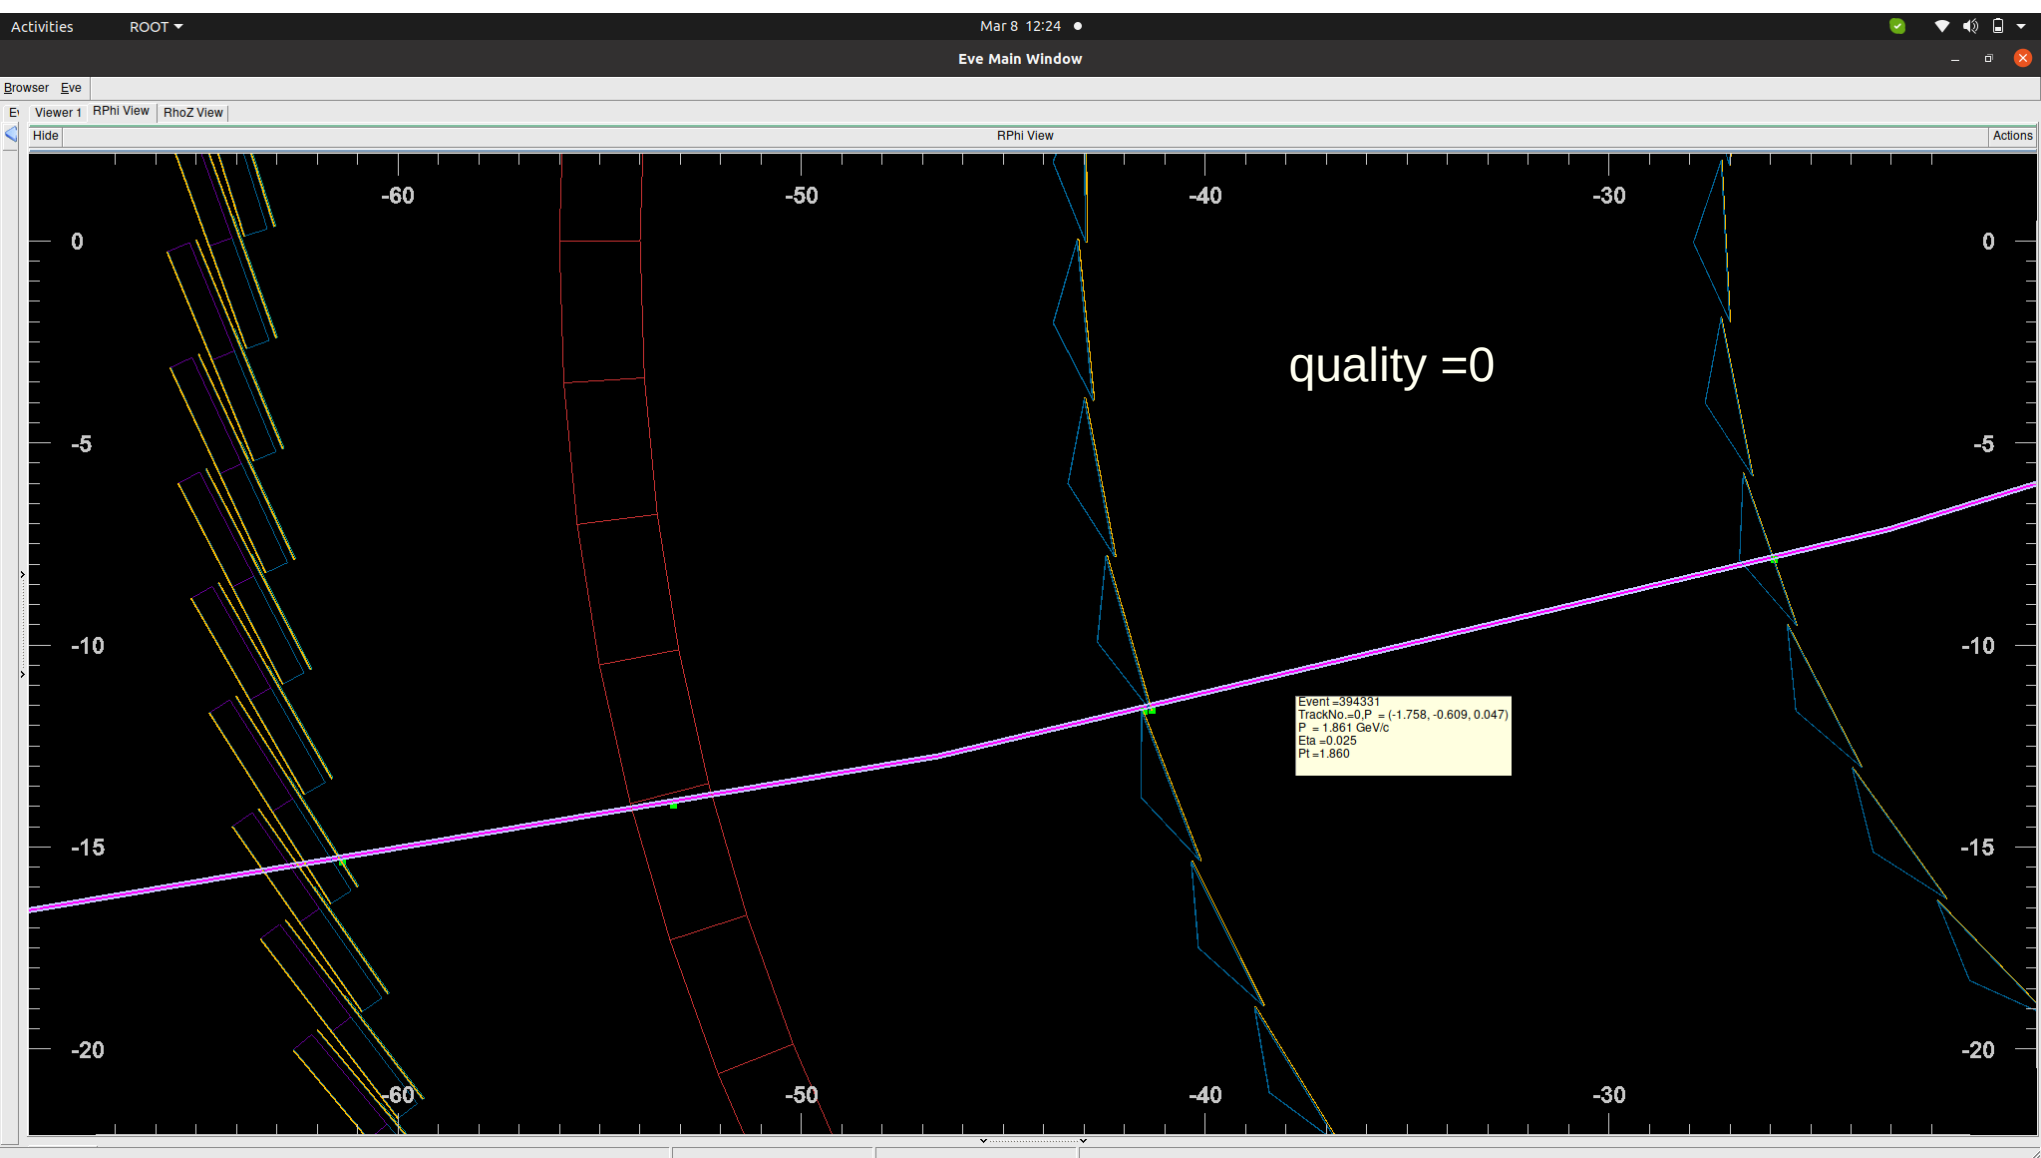 Activities ROOT Mar 8 12:24
Eve Main Window
Browser Eve
Viewer 1 RPhi View RhoZ View
Hide RPhi View Actions
-60 -50 -40 -30
0 0
quality =0
-5 -5
-10 -10
Event =394331
TrackNo.=0,P = (-1.758, -0.609, 0.047)
P = 1.861 GeV/c
Eta =0.025
Pt =1.860
-15 -15
-20 -20
-60 -50 -40 -30